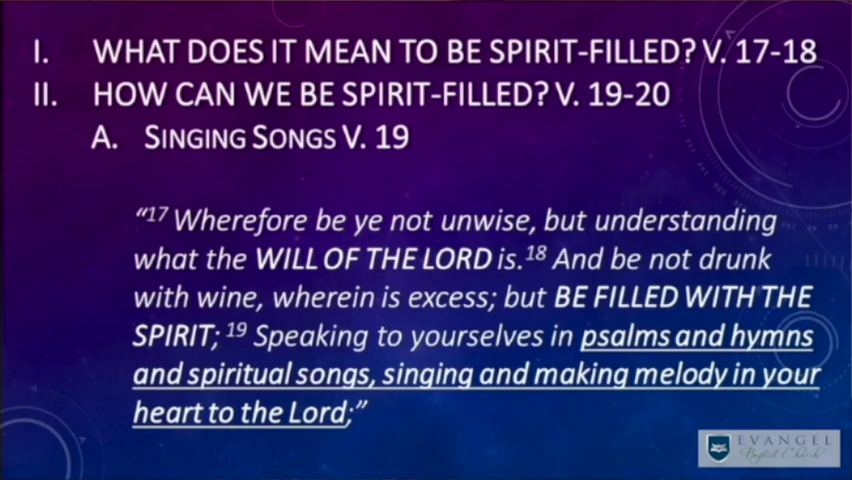 I. WHAT DOES IT MEAN TO BE SPIRIT-FILLED? V. 17-18
II. HOW CAN WE BE SPIRIT-FILLED? V. 19-20
A. SINGING SONGS V. 19
“17 Wherefore be ye not unwise, but understanding
what the WILL OF THE LORD is.18 And be not drunk
with wine, wherein is excess; but BE FILLED WITH THE
SPIRIT; 19 Speaking to yourselves in psalms and hymns
and spiritual songs, singing and making melody in your
heart to the Lord;”
EVANGEL
Baptist Church